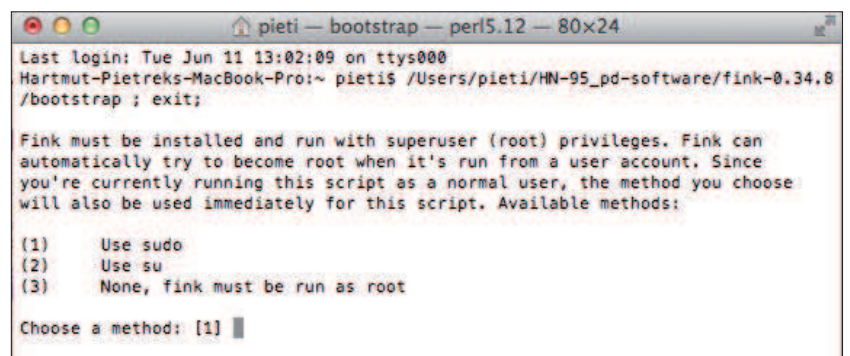 pieti — bootstrap — perl5.12 — 80×24
Last login: Tue Jun 11 13:02:09 on ttys000
Hartmut-Pietreks-MacBook-Pro:~ pieti$ /Users/pieti/HN-95_pd-software/fink-0.34.8
/bootstrap ; exit;
Fink must be installed and run with superuser (root) privileges. Fink can
automatically try to become root when it's run from a user account. Since
you're currently running this script as a normal user, the method you choose
will also be used immediately for this script. Available methods:
(1) Use sudo
(2) Use su
(3) None, fink must be run as root
Choose a method: [1]